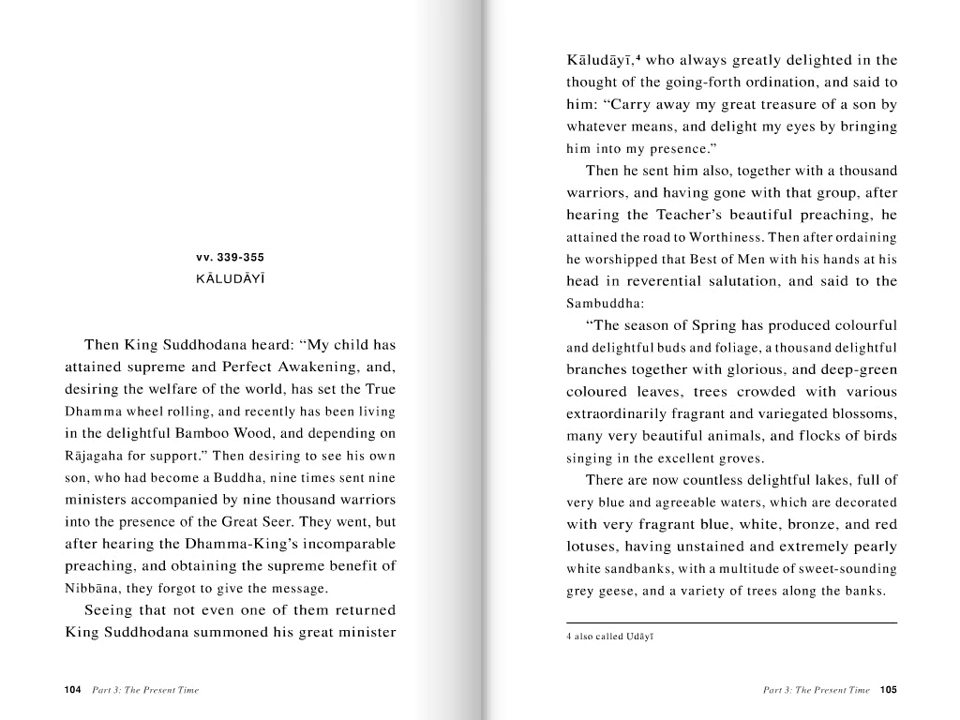 vv. 339-355
KĀLUDĀYĪ
Then King Suddhodana heard: “My child has
attained supreme and Perfect Awakening, and,
desiring the welfare of the world, has set the True
Dhamma wheel rolling, and recently has been living
in the delightful Bamboo Wood, and depending on
Rājagaha for support.” Then desiring to see his own
son, who had become a Buddha, nine times sent nine
ministers accompanied by nine thousand warriors
into the presence of the Great Seer. They went, but
after hearing the Dhamma-King’s incomparable
preaching, and obtaining the supreme benefit of
Nibbāna, they forgot to give the message.
Seeing that not even one of them returned
King Suddhodana summoned his great minister
104 Part 3: The Present Time
Kāludāyī,⁴ who always greatly delighted in the
thought of the going-forth ordination, and said to
him: “Carry away my great treasure of a son by
whatever means, and delight my eyes by bringing
him into my presence.”
Then he sent him also, together with a thousand
warriors, and having gone with that group, after
hearing the Teacher’s beautiful preaching, he
attained the road to Worthiness. Then after ordaining
he worshipped that Best of Men with his hands at his
head in reverential salutation, and said to the
Sambuddha:
“The season of Spring has produced colourful
and delightful buds and foliage, a thousand delightful
branches together with glorious, and deep-green
coloured leaves, trees crowded with various
extraordinarily fragrant and variegated blossoms,
many very beautiful animals, and flocks of birds
singing in the excellent groves.
There are now countless delightful lakes, full of
very blue and agreeable waters, which are decorated
with very fragrant blue, white, bronze, and red
lotuses, having unstained and extremely pearly
white sandbanks, with a multitude of sweet-sounding
grey geese, and a variety of trees along the banks.
4 also called Udāyī
Part 3: The Present Time 105